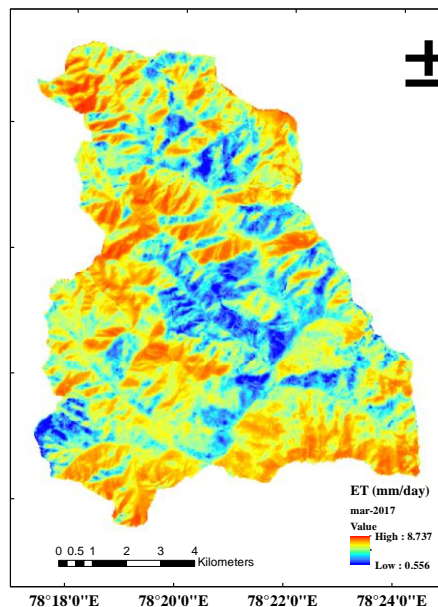 ET (mm/day)
mar-2017
Value
High : 8.737
Low : 0.556
0 0.5 1 2 3 4
Kilometers
78°18'0"E 78°20'0"E 78°22'0"E 78°24'0"E